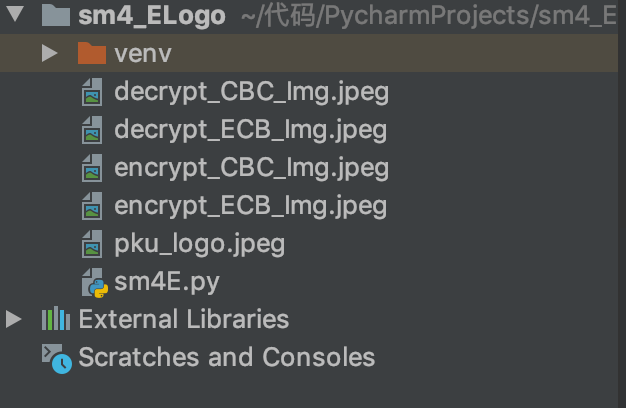 sm4_ELogo ~/代码/PycharmProjects/sm4_E
venv
decrypt_CBC_Img.jpeg
decrypt_ECB_Img.jpeg
encrypt_CBC_Img.jpeg
encrypt_ECB_Img.jpeg
pku_logo.jpeg
sm4E.py
External Libraries
Scratches and Consoles